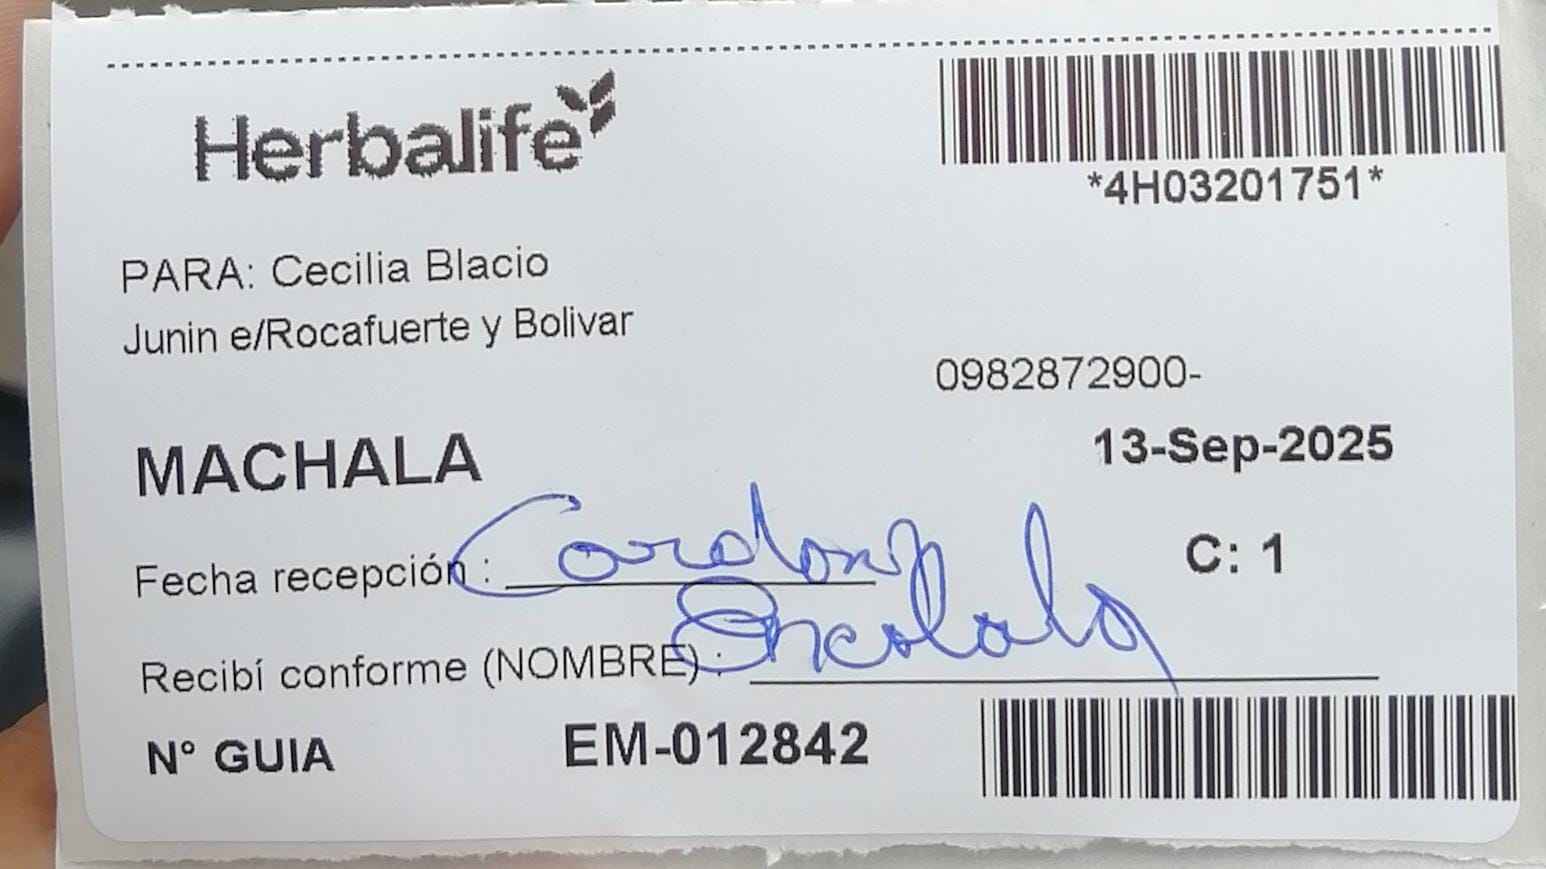 Herbalife
*4H03201751*
PARA: Cecilia Blacio
Junin e/Rocafuerte y Bolivar
0982872900-
MACHALA
13-Sep-2025
Fecha recepción :
C: 1
Recibí conforme (NOMBRE) :
Nº GUIA EM-012842